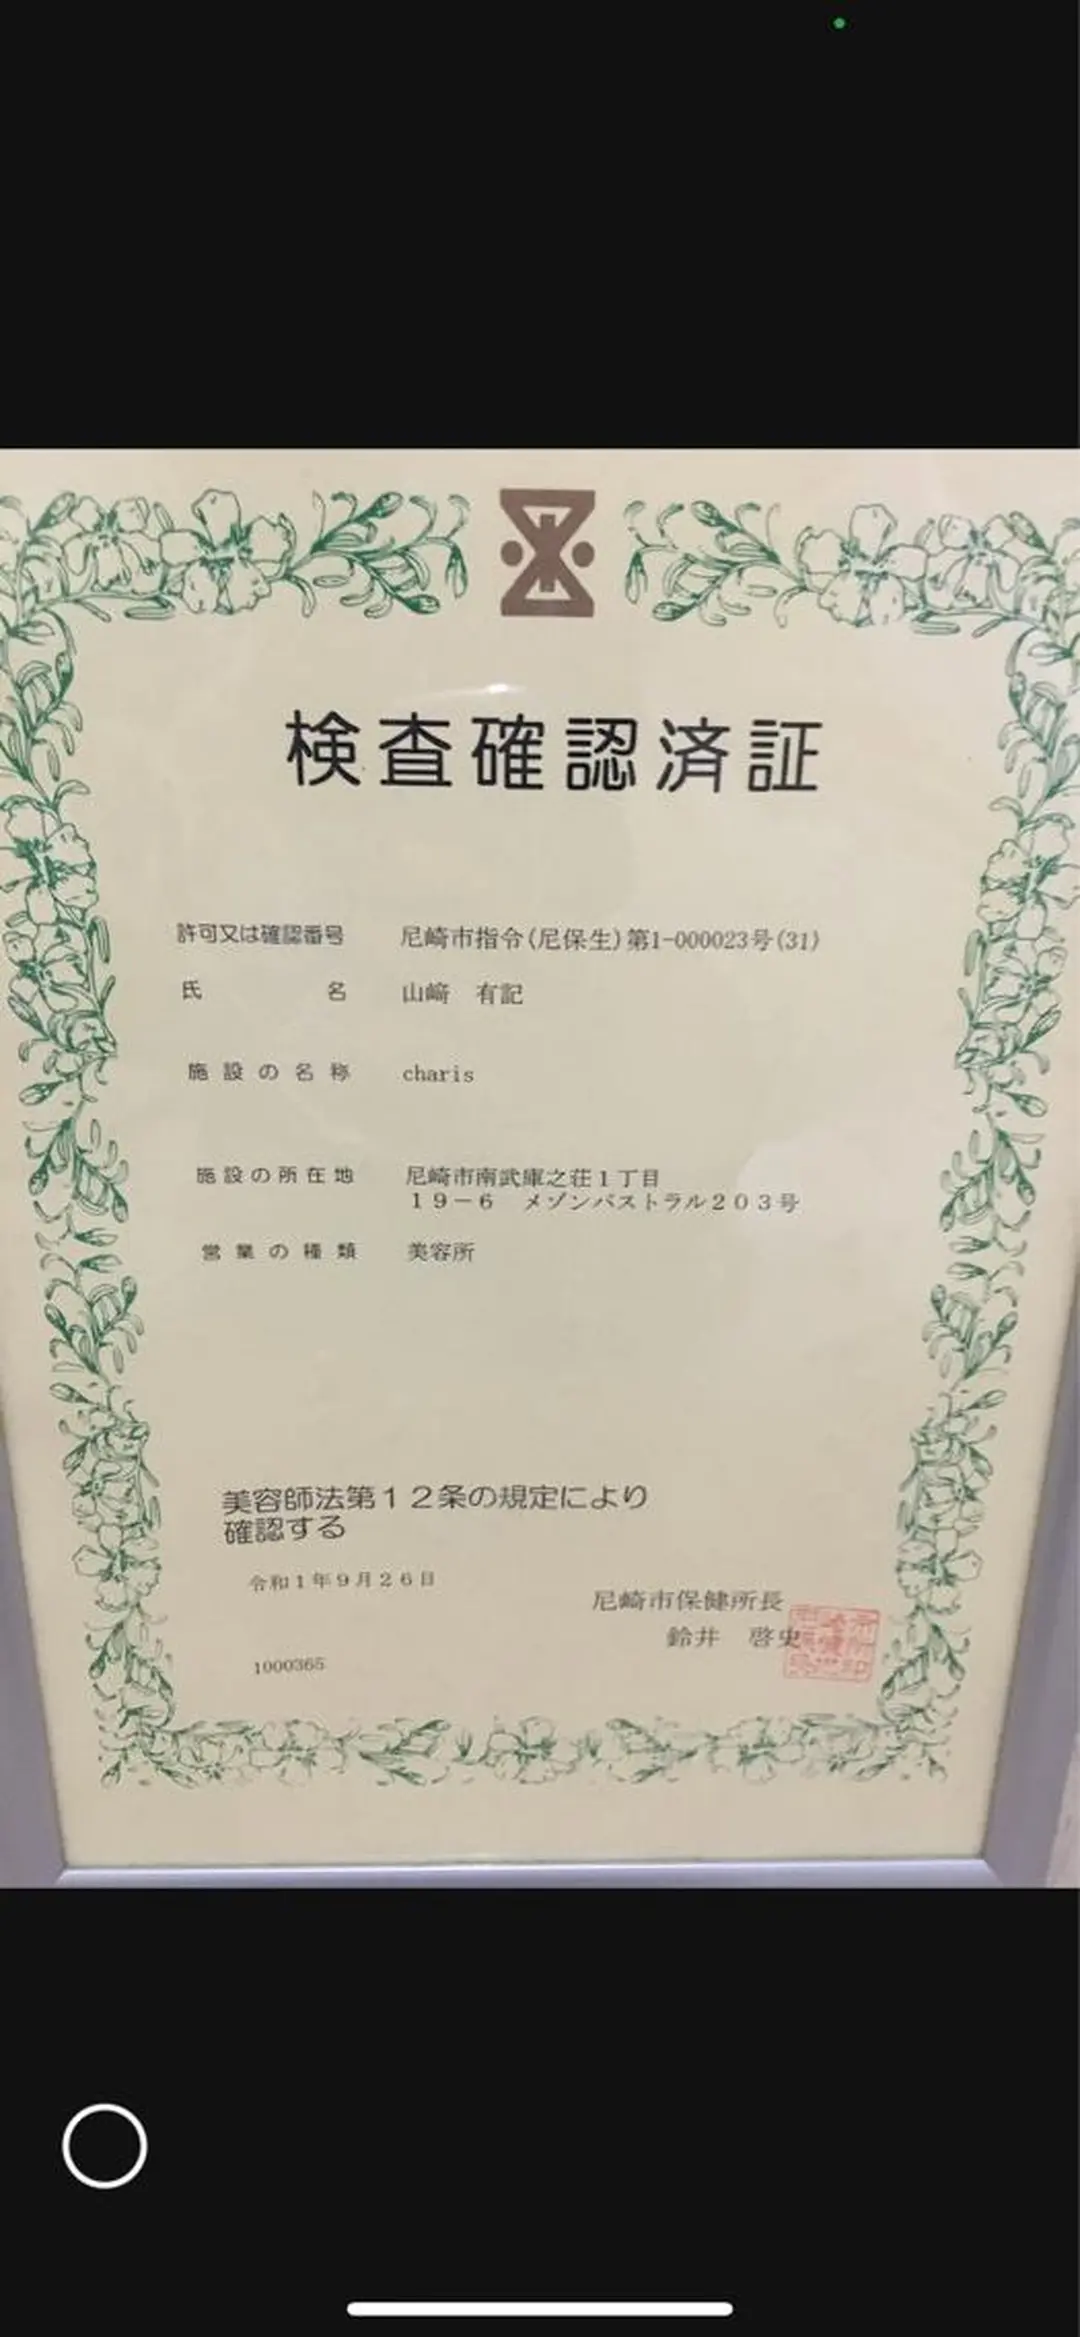 検査確認済証
許可又は確認番号 尼崎市指令(尼保生)第1-000023号(31)
氏名 山﨑 有記
施設の名称 charis
施設の所在地 尼崎市南武庫之荘1丁目
19-6 メゾンパストラル203号
営業の種類 美容所
美容師法第12条の規定により
確認する
令和1年9月26日
尼崎市保健所長
鈴井 啓史
1000365